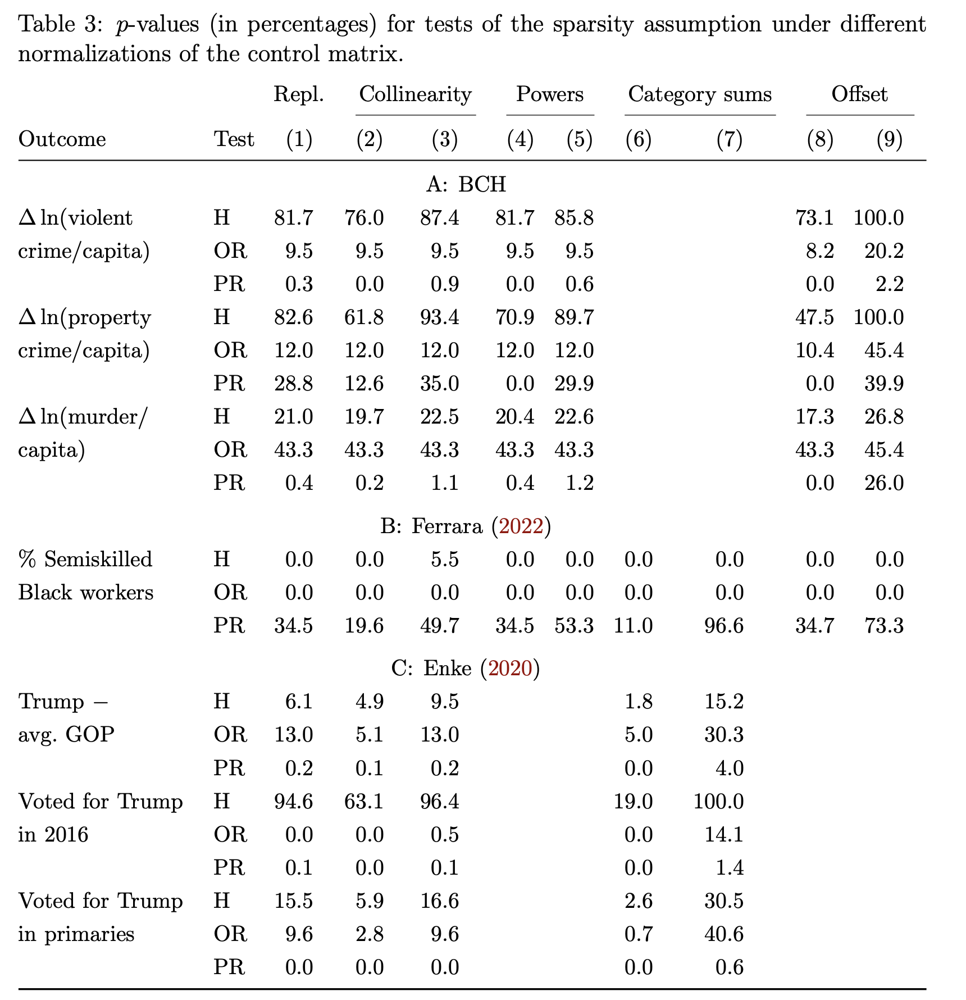 Table 3: p-values (in percentages) for tests of the sparsity assumption under different
normalizations of the control matrix.
Repl. Collinearity Powers Category sums Offset
Outcome Test (1) (2) (3) (4) (5) (6) (7) (8) (9)
A: BCH
Δ ln(violent H 81.7 76.0 87.4 81.7 85.8 73.1 100.0
crime/capita) OR 9.5 9.5 9.5 9.5 9.5 8.2 20.2
PR 0.3 0.0 0.9 0.0 0.6 0.0 2.2
Δ ln(property H 82.6 61.8 93.4 70.9 89.7 47.5 100.0
crime/capita) OR 12.0 12.0 12.0 12.0 12.0 10.4 45.4
PR 28.8 12.6 35.0 0.0 29.9 0.0 39.9
Δ ln(murder/ H 21.0 19.7 22.5 20.4 22.6 17.3 26.8
capita) OR 43.3 43.3 43.3 43.3 43.3 43.3 45.4
PR 0.4 0.2 1.1 0.4 1.2 0.0 26.0
B: Ferrara (2022)
% Semiskilled H 0.0 0.0 5.5 0.0 0.0 0.0 0.0 0.0 0.0
Black workers OR 0.0 0.0 0.0 0.0 0.0 0.0 0.0 0.0 0.0
PR 34.5 19.6 49.7 34.5 53.3 11.0 96.6 34.7 73.3
C: Enke (2020)
Trump − H 6.1 4.9 9.5 1.8 15.2
avg. GOP OR 13.0 5.1 13.0 5.0 30.3
PR 0.2 0.1 0.2 0.0 4.0
Voted for Trump H 94.6 63.1 96.4 19.0 100.0
in 2016 OR 0.0 0.0 0.5 0.0 14.1
PR 0.1 0.0 0.1 0.0 1.4
Voted for Trump H 15.5 5.9 16.6 2.6 30.5
in primaries OR 9.6 2.8 9.6 0.7 40.6
PR 0.0 0.0 0.0 0.0 0.6